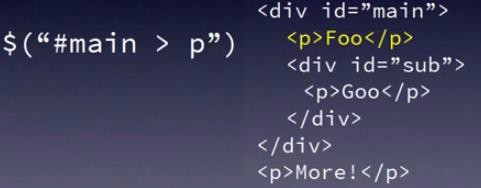 $(“#main > p”)
<div id=”main”>
<p>Foo</p>
<div id=”sub”>
<p>Goo</p>
</div>
</div>
<p>More!</p>